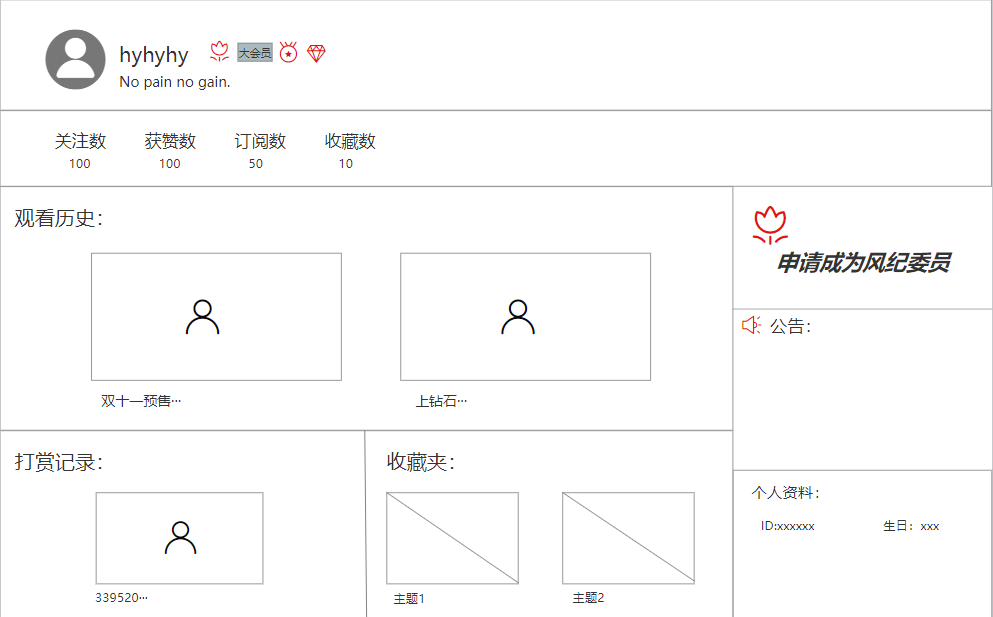 hyhyhy 大会员
No pain no gain.
关注数 获赞数 订阅数 收藏数
100 100 50 10
观看历史：
双十一预售···
上钻石···
申请成为风纪委员
公告：
打赏记录：
339520···
收藏夹：
主题1
主题2
个人资料：
ID:xxxxxx 生日：xxx